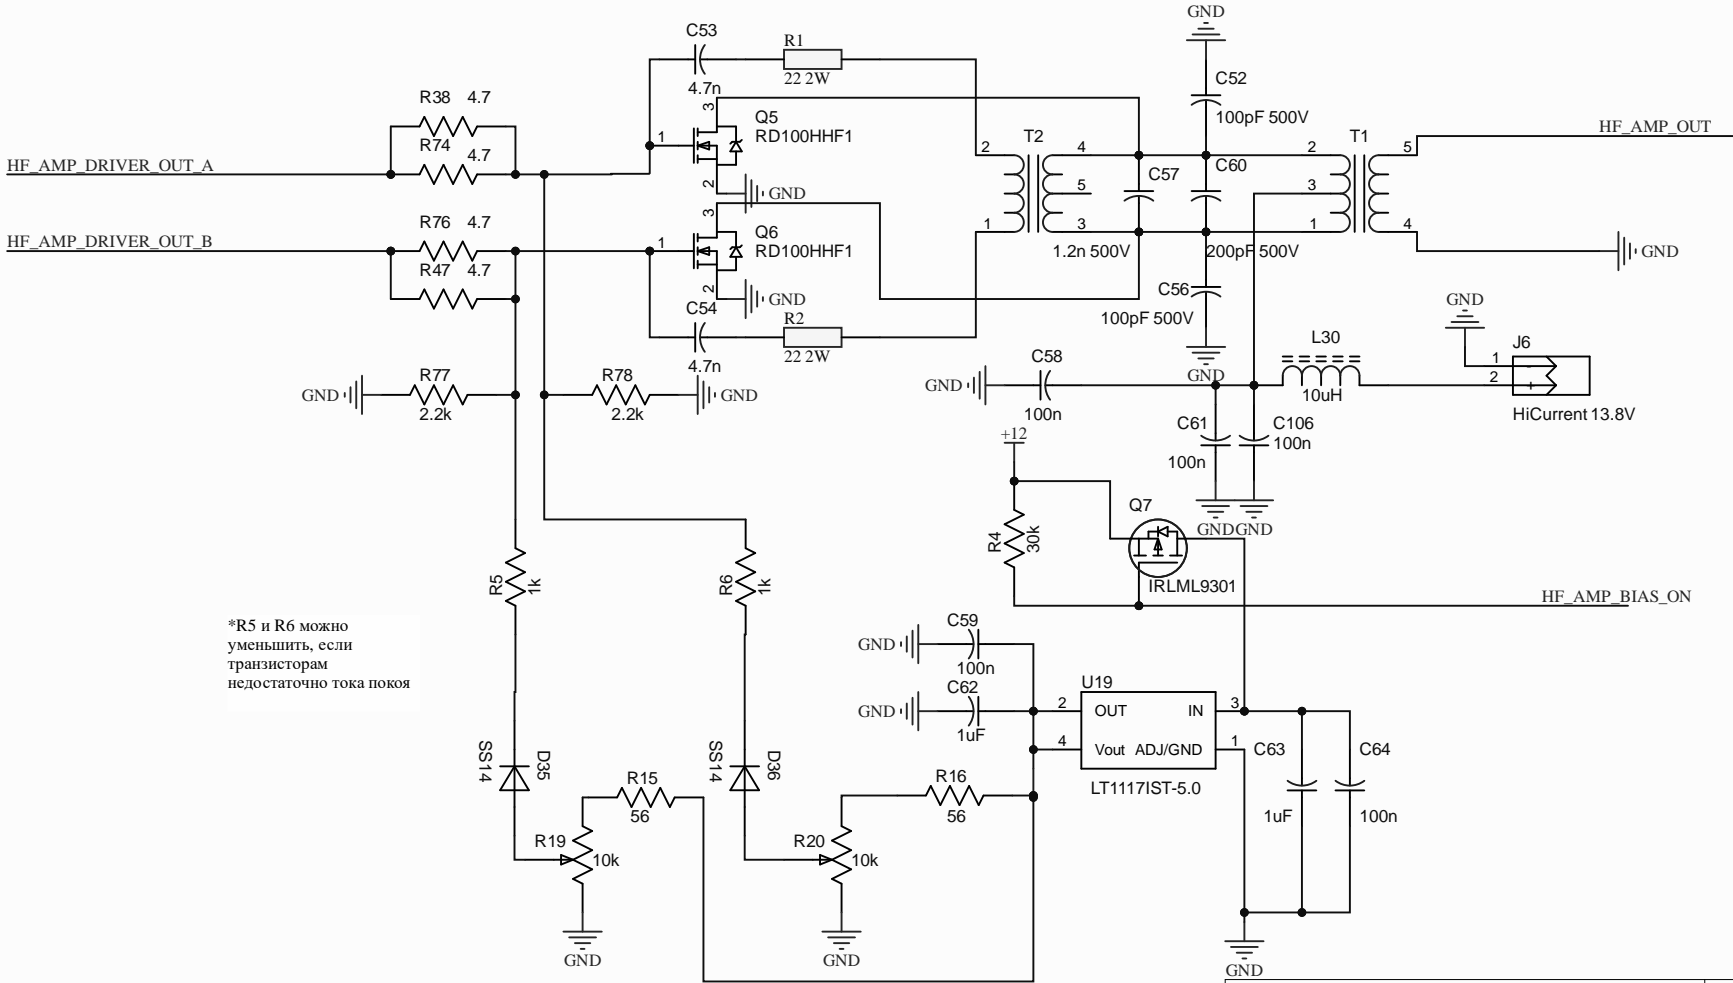 GND
C53
R1
C52
4.7n
22 2W
100pF 500V
R38 4.7
3
Q5
RD100HHF1
1
R74
4.7
T2
T1
HF_AMP_OUT
2
4
C57
C60
2
5
HF_AMP_DRIVER_OUT_A
2
GND
5
3
R76 4.7
3
Q6
RD100HHF1
1
1
3
1
4
HF_AMP_DRIVER_OUT_B
1.2n 500V
200pF 500V
GND
R47 4.7
2
GND
C56
100pF 500V
C54
R2
4.7n
22 2W
GND
GND
L30
J6
1
2
-
+
10uH
HiCurrent 13.8V
C58
GND
100n
GND
R77
2.2k
R78
2.2k
GND
C61
100n
C106
100n
+12
GND
GND
Q7
R4
30k
IRLML9301
HF_AMP_BIAS_ON
R5
1k
R6
1k
*R5 и R6 можно
уменьшить, если
транзисторам
недостаточно тока покоя
C59
GND
100n
C62
GND
1uF
U19
2
OUT
IN
3
4
Vout
ADJ/GND
1
LT1117IST-5.0
C63
1uF
C64
100n
SS14
D35
SS14
D36
R15
56
R16
56
R19
10k
R20
10k
GND
GND
GND